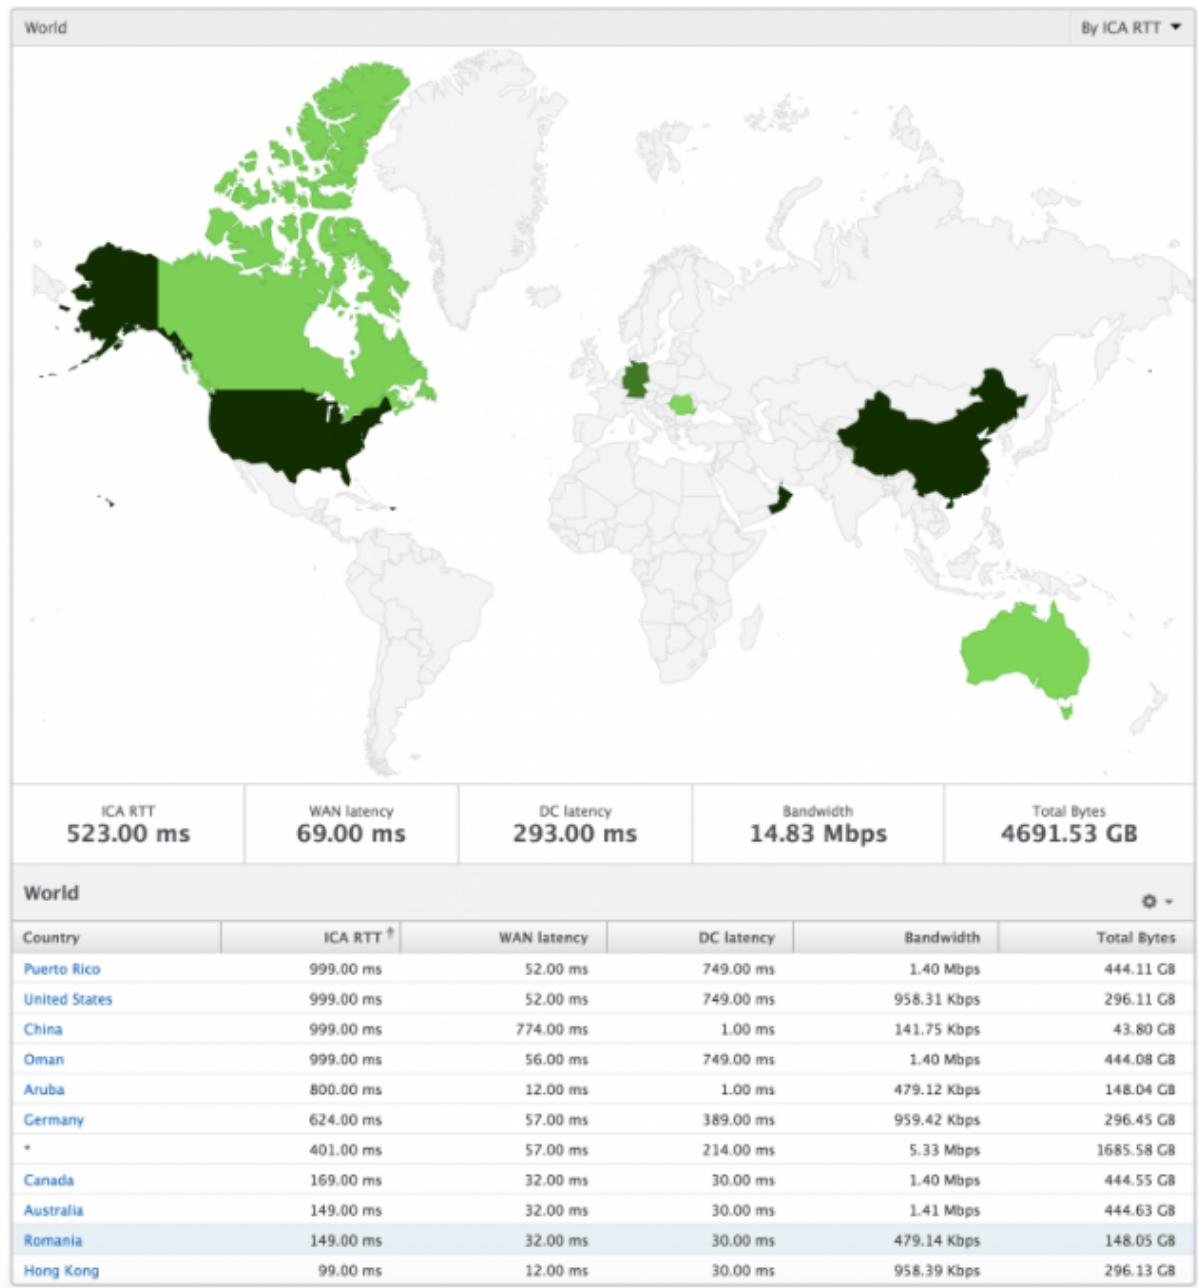 World By ICA RTT
ICA RTT WAN latency DC latency Bandwidth Total Bytes
523.00 ms 69.00 ms 293.00 ms 14.83 Mbps 4691.53 GB
World
Country ICA RTT ↑ WAN latency DC latency Bandwidth Total Bytes
Puerto Rico 999.00 ms 52.00 ms 749.00 ms 1.40 Mbps 444.11 GB
United States 999.00 ms 52.00 ms 749.00 ms 958.31 Kbps 296.11 GB
China 999.00 ms 774.00 ms 1.00 ms 141.75 Kbps 43.80 GB
Oman 999.00 ms 56.00 ms 749.00 ms 1.40 Mbps 444.08 GB
Aruba 800.00 ms 12.00 ms 1.00 ms 479.12 Kbps 148.04 GB
Germany 624.00 ms 57.00 ms 389.00 ms 959.42 Kbps 296.45 GB
* 401.00 ms 57.00 ms 214.00 ms 5.33 Mbps 1685.58 GB
Canada 169.00 ms 32.00 ms 30.00 ms 1.40 Mbps 444.55 GB
Australia 149.00 ms 32.00 ms 30.00 ms 1.41 Mbps 444.63 GB
Romania 149.00 ms 32.00 ms 30.00 ms 479.14 Kbps 148.05 GB
Hong Kong 99.00 ms 12.00 ms 30.00 ms 958.39 Kbps 296.13 GB